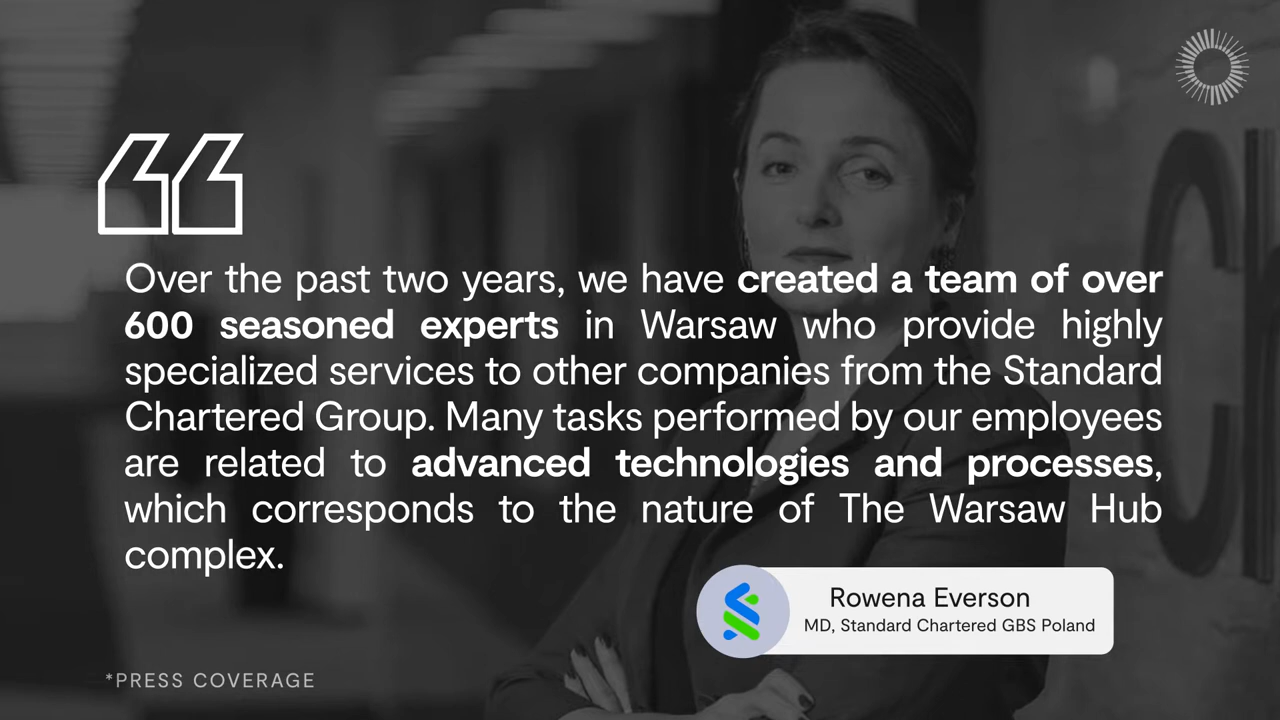 Over the past two years, we have created a team of over
600 seasoned experts in Warsaw who provide highly
specialized services to other companies from the Standard
Chartered Group. Many tasks performed by our employees
are related to advanced technologies and processes,
which corresponds to the nature of The Warsaw Hub
complex.
Rowena Everson
MD, Standard Chartered GBS Poland
*PRESS COVERAGE